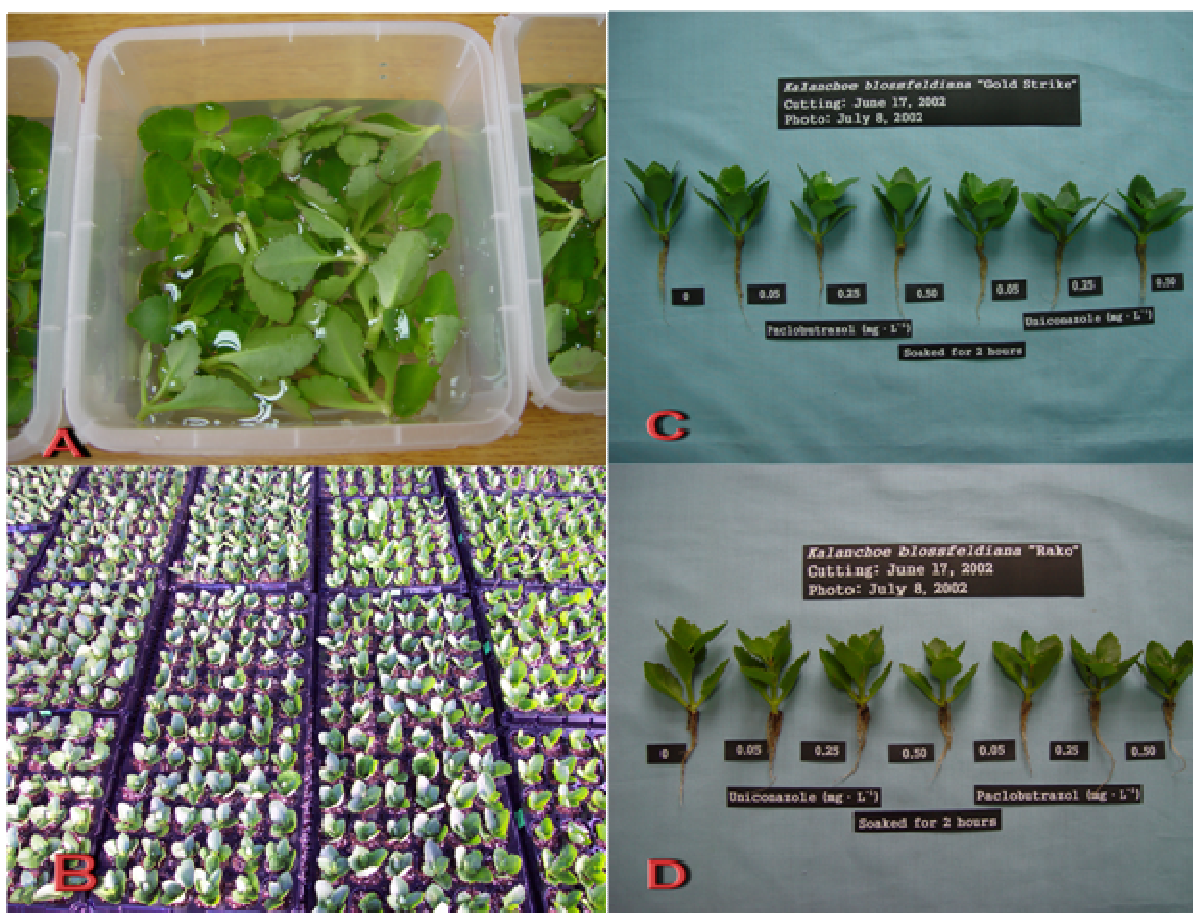 A
Kalanchoe blossfeldiana "Gold Strike"
Cutting: June 17, 2002
Photo: July 8, 2002
0
0.05
0.25
0.50
0.05
0.25
0.50
Paclobutrazoli (mg · L⁻¹)
Uniconazole (mg · L⁻¹)
Soaked for 2 hours
C
B
Kalanchoe blossfeldiana "Rako"
Cutting: June 17, 2002
Photo: July 8, 2002
0
0.05
0.25
0.50
0.05
0.25
0.50
Uniconazole (mg · L⁻¹)
Paclobutrazol (mg · L⁻¹)
Soaked for 2 hours
D